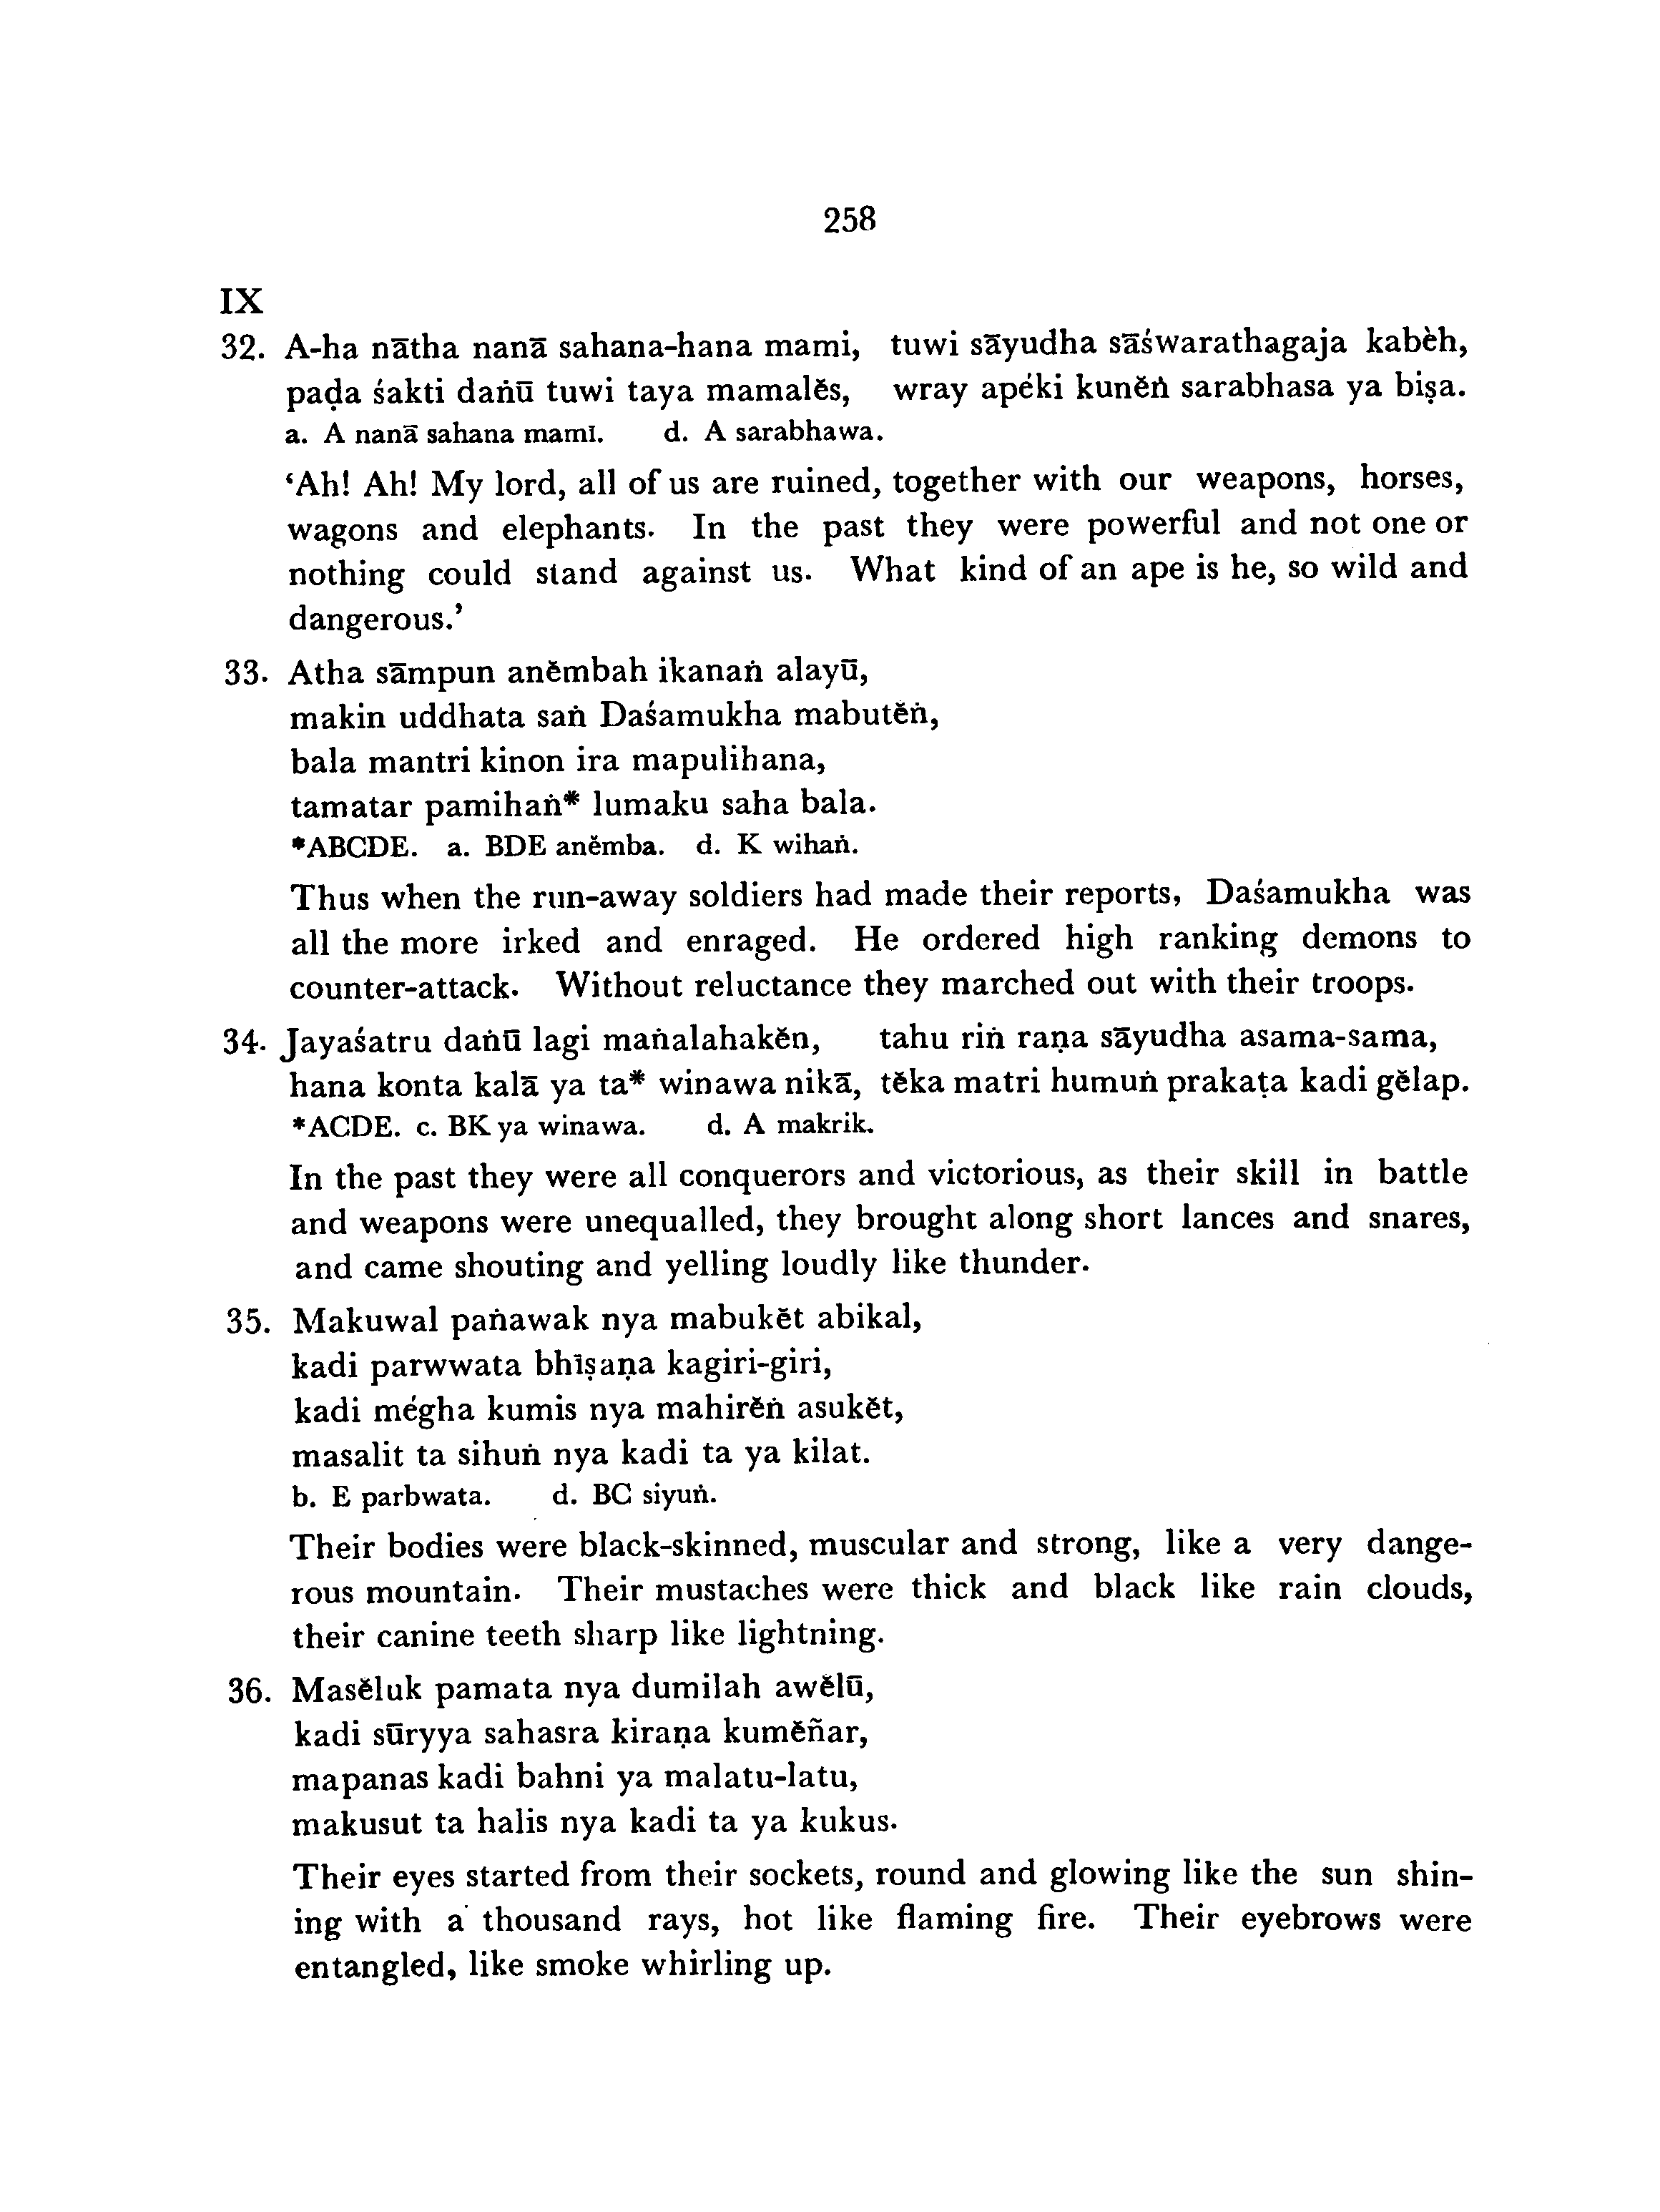 258
IX
32. A-ha nātha nanā sahana-hana mami, tuwi sāyudha sāśwarathagaja kabèh,
paḍa śakti daṅū tuwi taya mamalĕs, wray apéki kunĕṅ sarabhasa ya biṣa.
a. A nanā sahana mamı. d. A sarabhawa.
‘Ah! Ah! My lord, all of us are ruined, together with our weapons, horses,
wagons and elephants. In the past they were powerful and not one or
nothing could stand against us. What kind of an ape is he, so wild and
dangerous.’
33. Atha sāmpun anĕmbah ikanaṅ alayū,
makin uddhata saṅ Daśamukha mabutĕṅ,
bala mantri kinon ira mapulihana,
tamatar pamihaṅ* lumaku saha bala.
*ABCDE. a. BDE anĕmba. d. K wihaṅ.
Thus when the run-away soldiers had made their reports, Daśamukha was
all the more irked and enraged. He ordered high ranking demons to
counter-attack. Without reluctance they marched out with their troops.
34. Jayaśatru daṅū lagi maṅalahakĕn, tahu riṅ raṇa sāyudha asama-sama,
hana konta kalā ya ta* winawa nikā, tĕka matri humuṅ prakaṭa kadi gĕlap.
*ACDE. c. BK ya winawa. d. A makrik.
In the past they were all conquerors and victorious, as their skill in battle
and weapons were unequalled, they brought along short lances and snares,
and came shouting and yelling loudly like thunder.
35. Makuwal paṅawak nya mabukĕt abikal,
kadi parwwata bhīṣaṇa kagiri-giri,
kadi mégha kumis nya mahirĕṅ asukĕt,
masalit ta sihuṅ nya kadi ta ya kilat.
b. E parbwata. d. BC siyuṅ.
Their bodies were black-skinned, muscular and strong, like a very dange-
rous mountain. Their mustaches were thick and black like rain clouds,
their canine teeth sharp like lightning.
36. Masĕluk pamata nya dumilah awĕlū,
kadi sūryya sahasra kiraṇa kumĕñar,
mapanas kadi bahni ya malatu-latu,
makusut ta halis nya kadi ta ya kukus.
Their eyes started from their sockets, round and glowing like the sun shin-
ing with a thousand rays, hot like flaming fire. Their eyebrows were
entangled, like smoke whirling up.